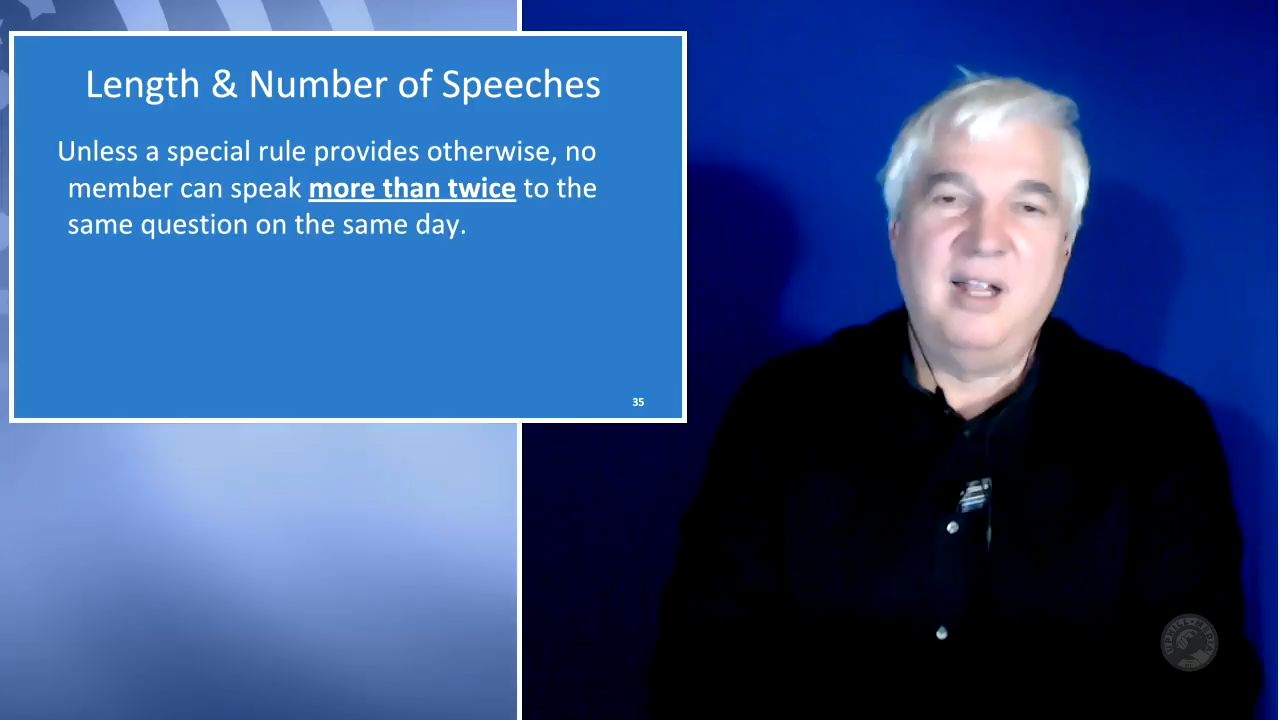 Length & Number of Speeches
Unless a special rule provides otherwise, no
member can speak more than twice to the
same question on the same day.
35